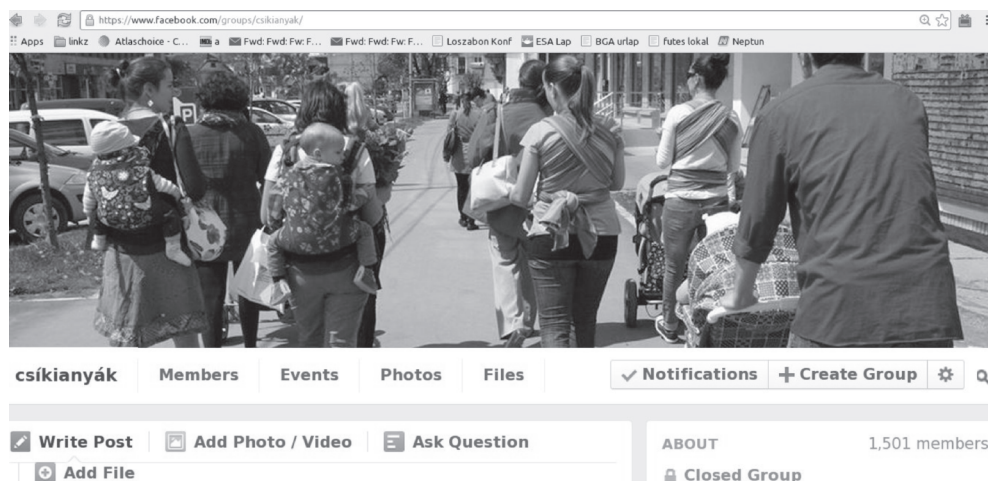 https://www.facebook.com/groups/csikianyak/
Apps linkz Atlaschoice - C... a Fwd: Fwd: Fw: F... Fwd: Fwd: Fw: F... Loszabon Konf ESA Lap BGA urlap futes lokal Neptun
P
csíkianyák Members Events Photos Files Notifications Create Group
Write Post Add Photo / Video Ask Question
Add File
ABOUT 1,501 members
Closed Group